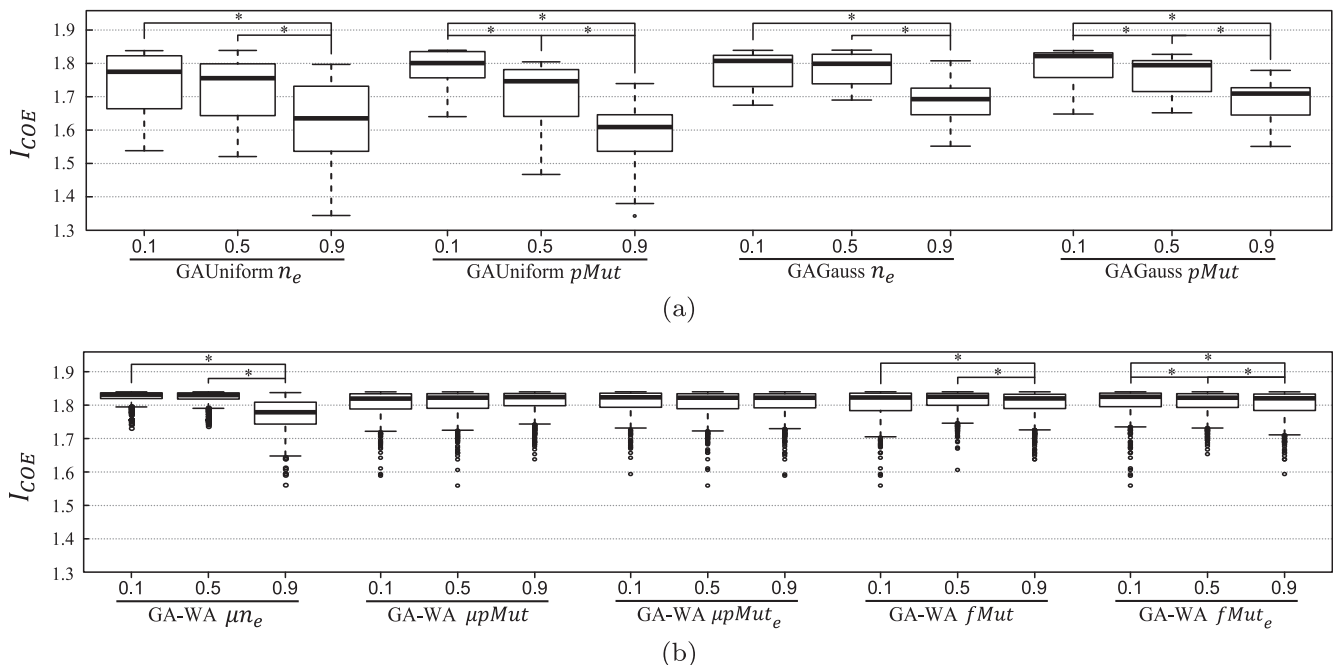 * * * *
* * * * * *
1.9
1.8
1.7
1.6
1.5
1.4
1.3
I_COE
0.1 0.5 0.9 0.1 0.5 0.9 0.1 0.5 0.9 0.1 0.5 0.9
GAUniform n_e GAUniform pMut GAGauss n_e GAGauss pMut
(a)
* * *
* * * *
1.9
1.8
1.7
1.6
1.5
1.4
1.3
I_COE
0.1 0.5 0.9 0.1 0.5 0.9 0.1 0.5 0.9 0.1 0.5 0.9 0.1 0.5 0.9
GA-WA μn_e GA-WA μpMut GA-WA μpMut_e GA-WA fMut GA-WA fMut_e
(b)